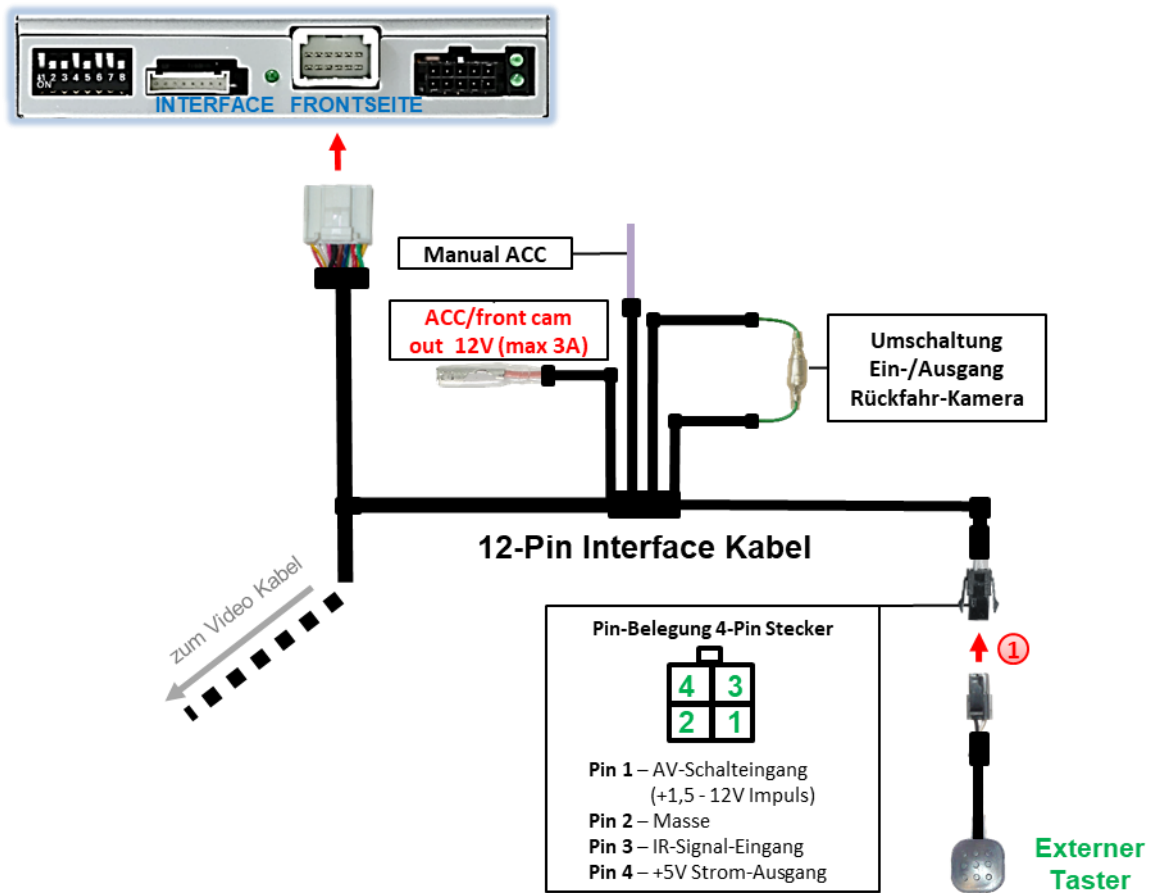 1 2 3 4 5 6 7 8
ON
INTERFACE FRONTSEITE
Manual ACC
ACC/front cam
out 12V (max 3A)
Umschaltung
Ein-/Ausgang
Rückfahr-Kamera
12-Pin Interface Kabel
zum Video Kabel
Pin-Belegung 4-Pin Stecker
4 3
2 1
Pin 1 – AV-Schalteingang
(+1,5 - 12V Impuls)
Pin 2 – Masse
Pin 3 – IR-Signal-Eingang
Pin 4 – +5V Strom-Ausgang
1
Externer
Taster